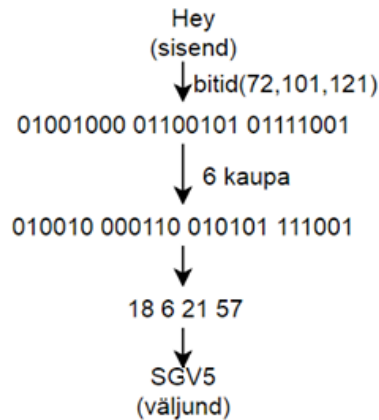 Hey
(sisend)
bitid(72,101,121)
01001000 01100101 01111001
6 kaupa
010010 000110 010101 111001
18 6 21 57
SGV5
(väljund)